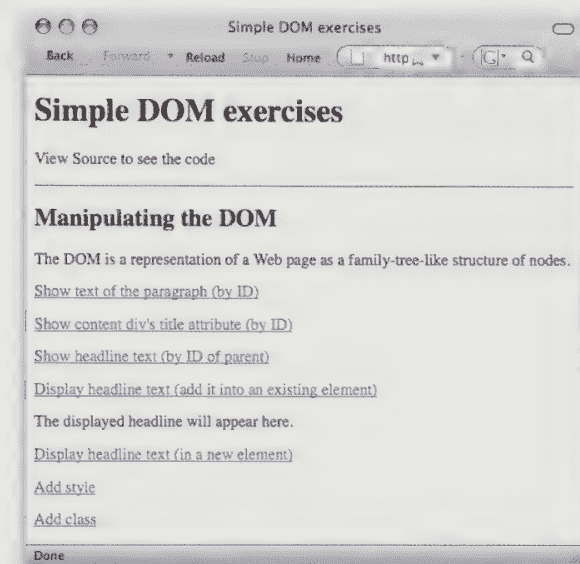 Simple DOM exercises
Back Forward Reload Stop Home http G
Simple DOM exercises
View Source to see the code
Manipulating the DOM
The DOM is a representation of a Web page as a family-tree-like structure of nodes.
Show text of the paragraph (by ID)
Show content div's title attribute (by ID)
Show headline text (by ID of parent)
Display headline text (add it into an existing element)
The displayed headline will appear here.
Display headline text (in a new element)
Add style
Add class
Done